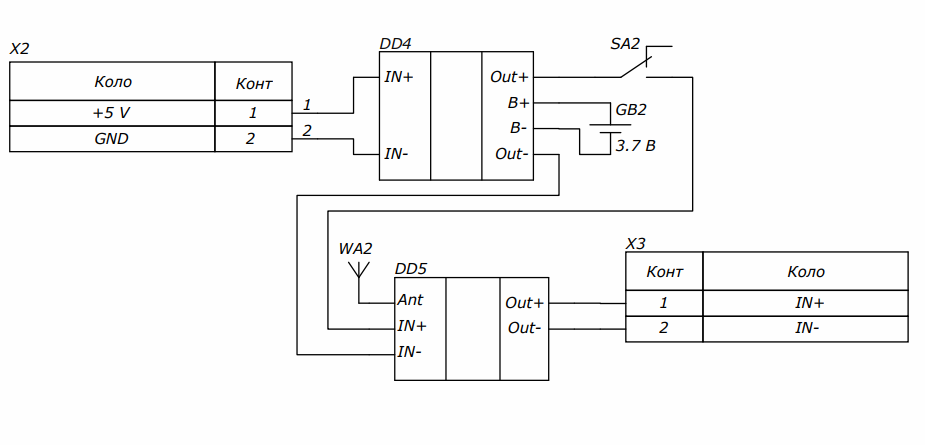 X2
Коло Конт
+5 V 1
GND 2
1
2
DD4
IN+
IN-
Out+
B+
B-
Out-
SA2
GB2
3.7 В
WA2
DD5
Ant
IN+
IN-
Out+
Out-
X3
Конт Коло
1 IN+
2 IN-